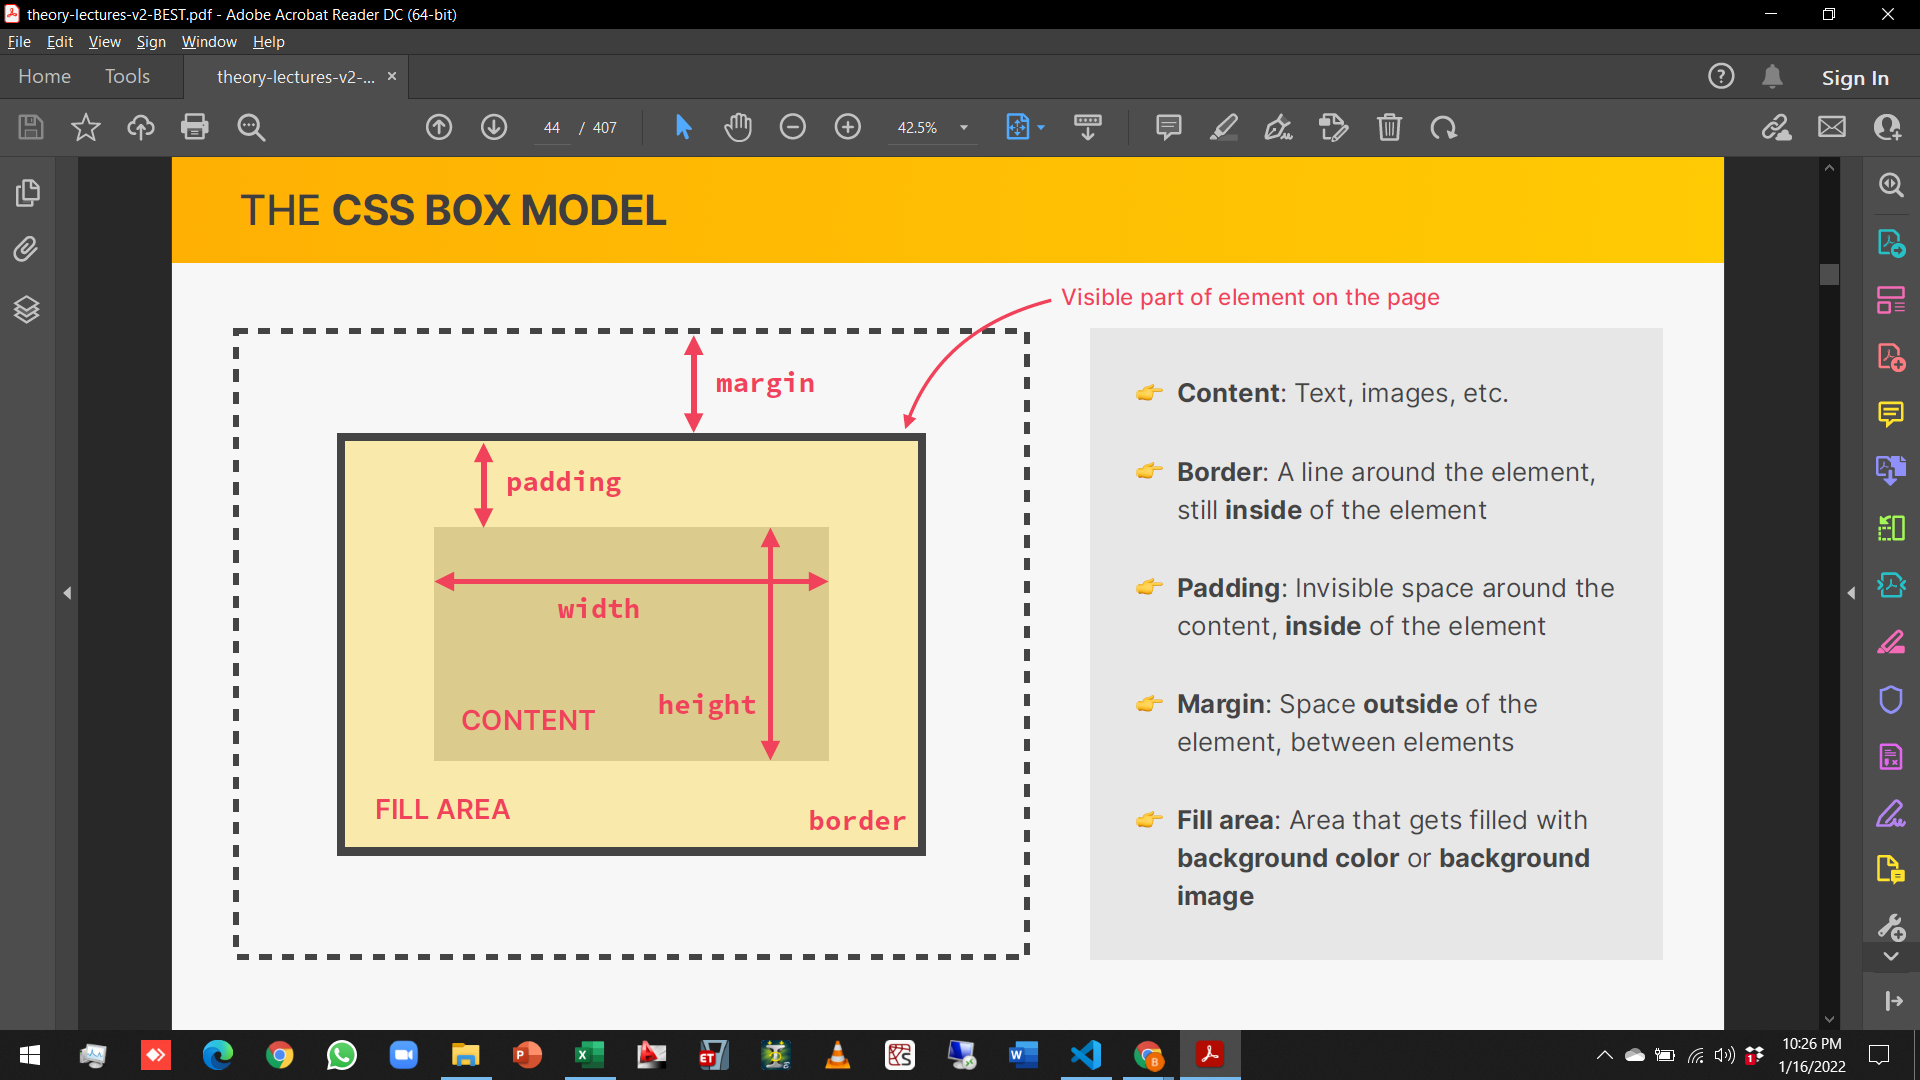 theory-lectures-v2-BEST.pdf - Adobe Acrobat Reader DC (64-bit)
File Edit View Sign Window Help
Home Tools theory-lectures-v2-... × Sign In
44 / 407 42.5%
THE CSS BOX MODEL
Visible part of element on the page
margin
padding
width
height
CONTENT
FILL AREA
border
Content: Text, images, etc.
Border: A line around the element,
still inside of the element
Padding: Invisible space around the
content, inside of the element
Margin: Space outside of the
element, between elements
Fill area: Area that gets filled with
background color or background
image
10:26 PM
1/16/2022